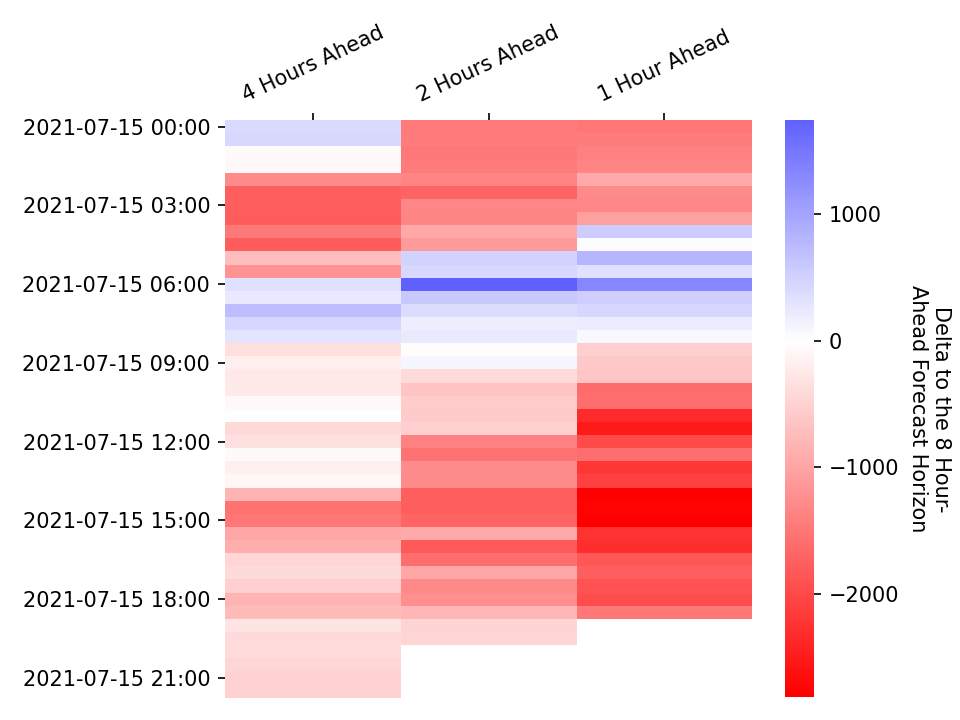 4 Hours Ahead
2 Hours Ahead
1 Hour Ahead
2021-07-15 00:00
2021-07-15 03:00
2021-07-15 06:00
2021-07-15 09:00
2021-07-15 12:00
2021-07-15 15:00
2021-07-15 18:00
2021-07-15 21:00
1000
0
−1000
−2000
Delta to the 8 Hour-
Ahead Forecast Horizon